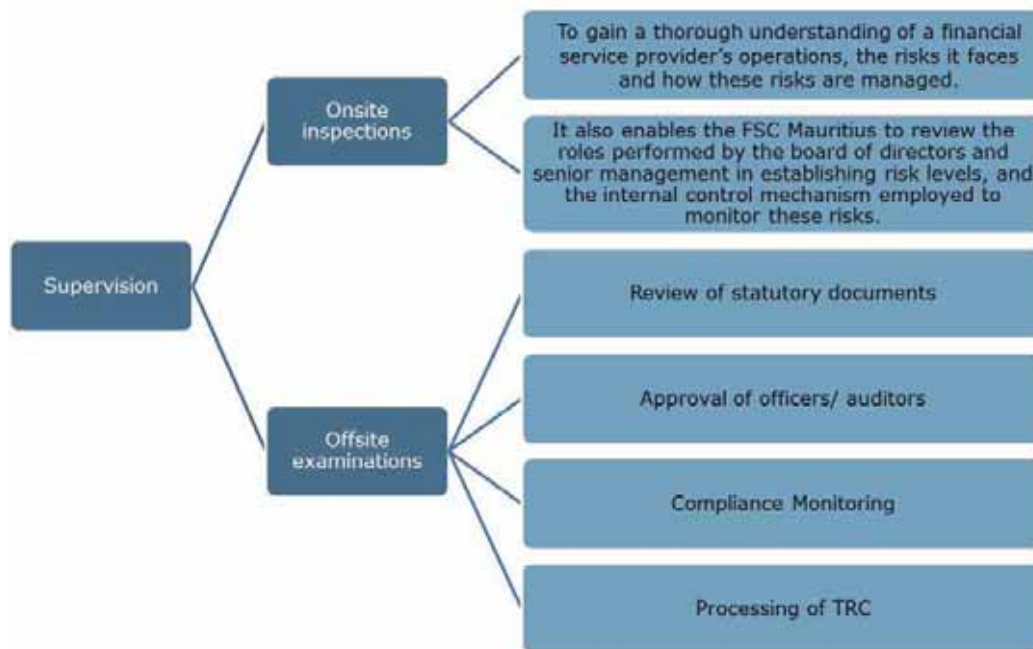 Supervision
Onsite
inspections
To gain a thorough understanding of a financial
service provider's operations, the risks it faces
and how these risks are managed.
It also enables the FSC Mauritius to review the
roles performed by the board of directors and
senior management in establishing risk levels, and
the internal control mechanism employed to
monitor these risks.
Offsite
examinations
Review of statutory documents
Approval of officers/ auditors
Compliance Monitoring
Processing of TRC